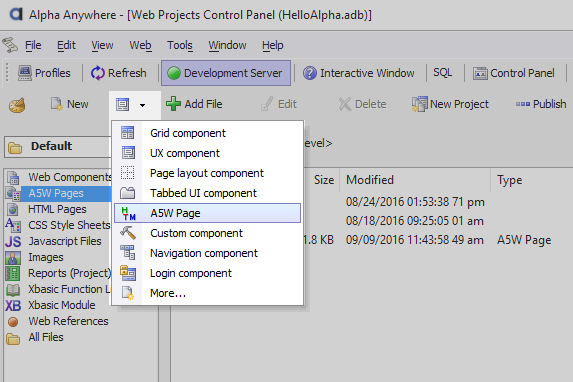 Alpha Anywhere - [Web Projects Control Panel (HelloAlpha.adb)]
File Edit View Web Tools Window Help
Profiles Refresh Development Server Interactive Window SQL Control Panel
New Add File Edit Delete New Project Publish
Default
evel>
Grid component
UX component
Page layout component
Tabbed UI component
A5W Page
Custom component
Navigation component
Login component
More...
Web Components
A5W Pages
HTML Pages
CSS Style Sheets
Javascript Files
Images
Reports (Project)
Xbasic Function Li
Xbasic Module
Web References
All Files
Size Modified Type
08/24/2016 01:53:38 71 pm
08/18/2016 09:25:05 01 am
1.8 KB 09/09/2016 11:43:58 49 am A5W Page